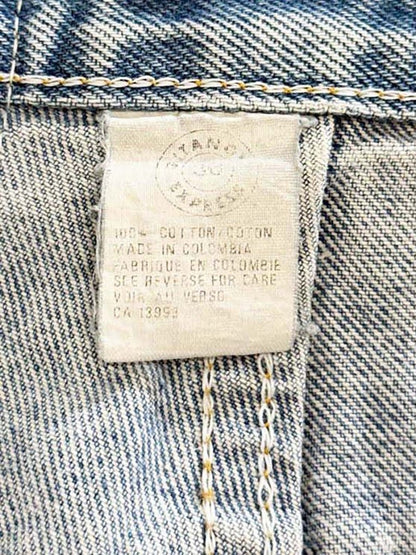 36
EXPRESS
100% COTTON/COTON
MADE IN COLOMBIA
FABRIQUE EN COLOMBIE
SEE REVERSE FOR CARE
VOIR AU VERSO
CA 13993